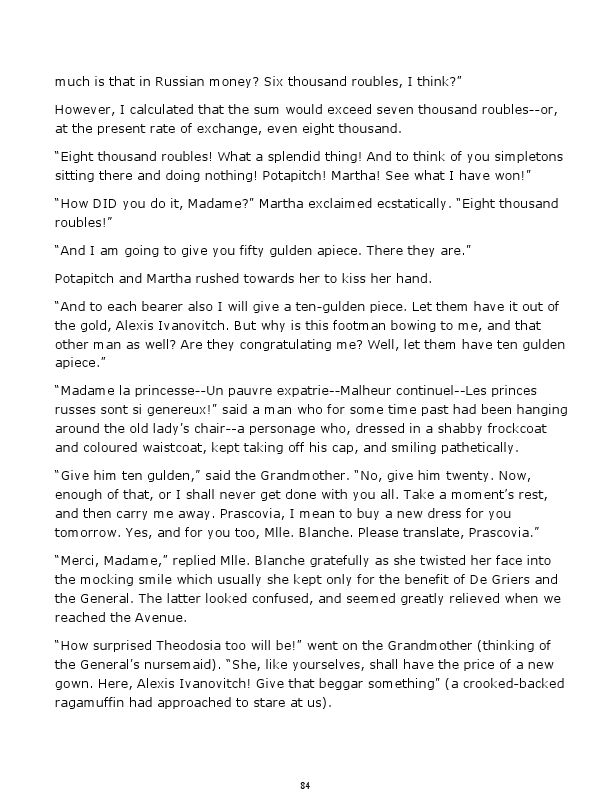 much is that in Russian money? Six thousand roubles, I think?”
However, I calculated that the sum would exceed seven thousand roubles--or,
at the present rate of exchange, even eight thousand.
“Eight thousand roubles! What a splendid thing! And to think of you simpletons
sitting there and doing nothing! Potapitch! Martha! See what I have won!”
“How DID you do it, Madame?” Martha exclaimed ecstatically. “Eight thousand
roubles!”
“And I am going to give you fifty gulden apiece. There they are.”
Potapitch and Martha rushed towards her to kiss her hand.
“And to each bearer also I will give a ten-gulden piece. Let them have it out of
the gold, Alexis Ivanovitch. But why is this footman bowing to me, and that
other man as well? Are they congratulating me? Well, let them have ten gulden
apiece.”
“Madame la princesse--Un pauvre expatrie--Malheur continuel--Les princes
russes sont si genereux!” said a man who for some time past had been hanging
around the old lady’s chair--a personage who, dressed in a shabby frockcoat
and coloured waistcoat, kept taking off his cap, and smiling pathetically.
“Give him ten gulden,” said the Grandmother. “No, give him twenty. Now,
enough of that, or I shall never get done with you all. Take a moment’s rest,
and then carry me away. Prascovia, I mean to buy a new dress for you
tomorrow. Yes, and for you too, Mlle. Blanche. Please translate, Prascovia.”
“Merci, Madame,” replied Mlle. Blanche gratefully as she twisted her face into
the mocking smile which usually she kept only for the benefit of De Griers and
the General. The latter looked confused, and seemed greatly relieved when we
reached the Avenue.
“How surprised Theodosia too will be!” went on the Grandmother (thinking of
the General’s nursemaid). “She, like yourselves, shall have the price of a new
gown. Here, Alexis Ivanovitch! Give that beggar something” (a crooked-backed
ragamuffin had approached to stare at us).
84